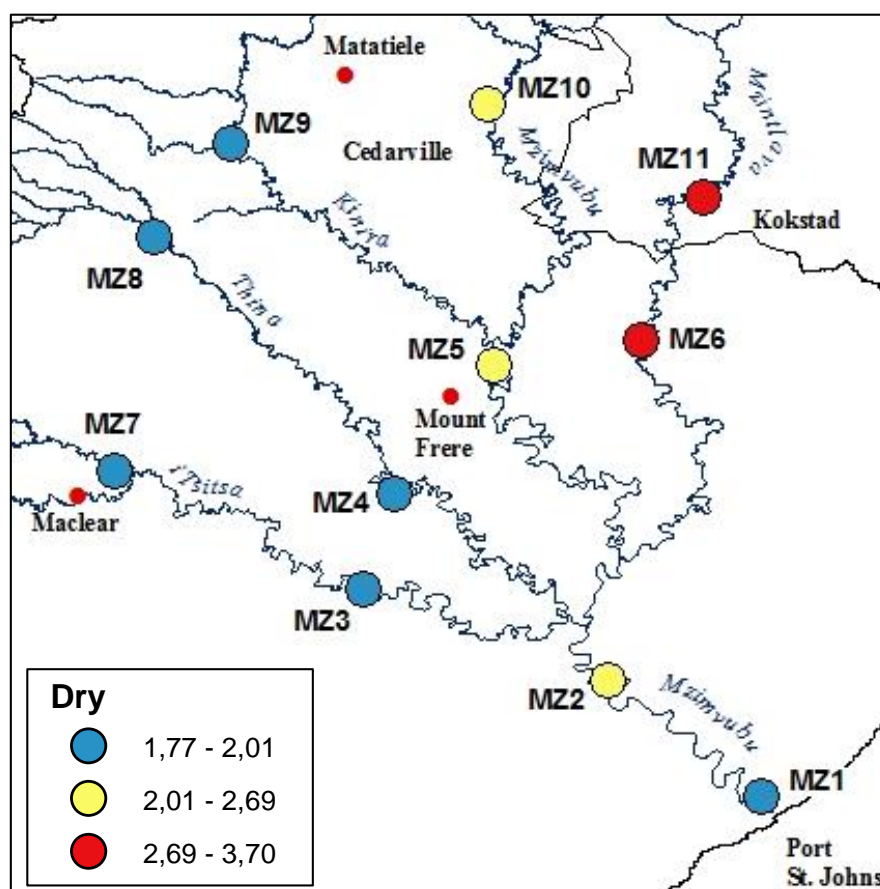 Matatiele
MZ10
Mzintlava
MZ9
Cedarville
Mzimvubu
MZ11
Kokstad
Kinira
MZ8
Thina
MZ5
MZ6
Mount
Frere
MZ7
iTsitsa
MZ4
Maclear
MZ3
Dry
1,77 - 2,01
2,01 - 2,69
2,69 - 3,70
MZ2
Mzimvubu
MZ1
Port
St. Johns